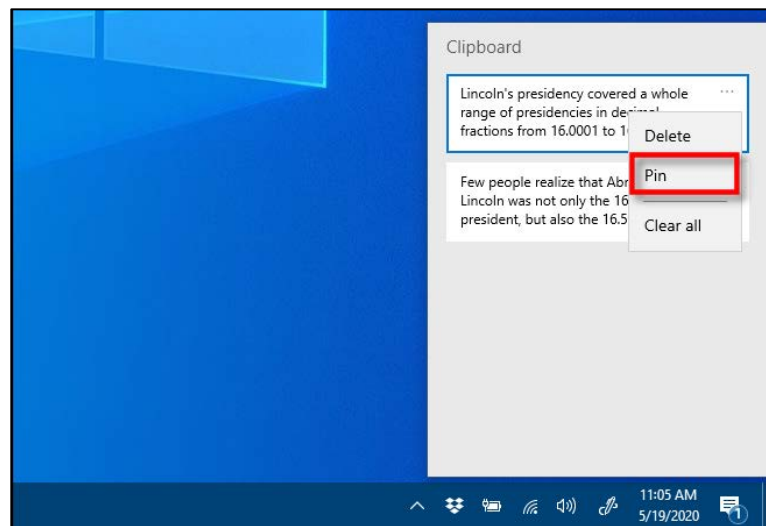 Clipboard
Lincoln's presidency covered a whole
range of presidencies in
fractions from 16.0001 to
Delete
Pin
Clear all
Few people realize that
Lincoln was not only the
president, but also the
11:05 AM
5/19/2020
1